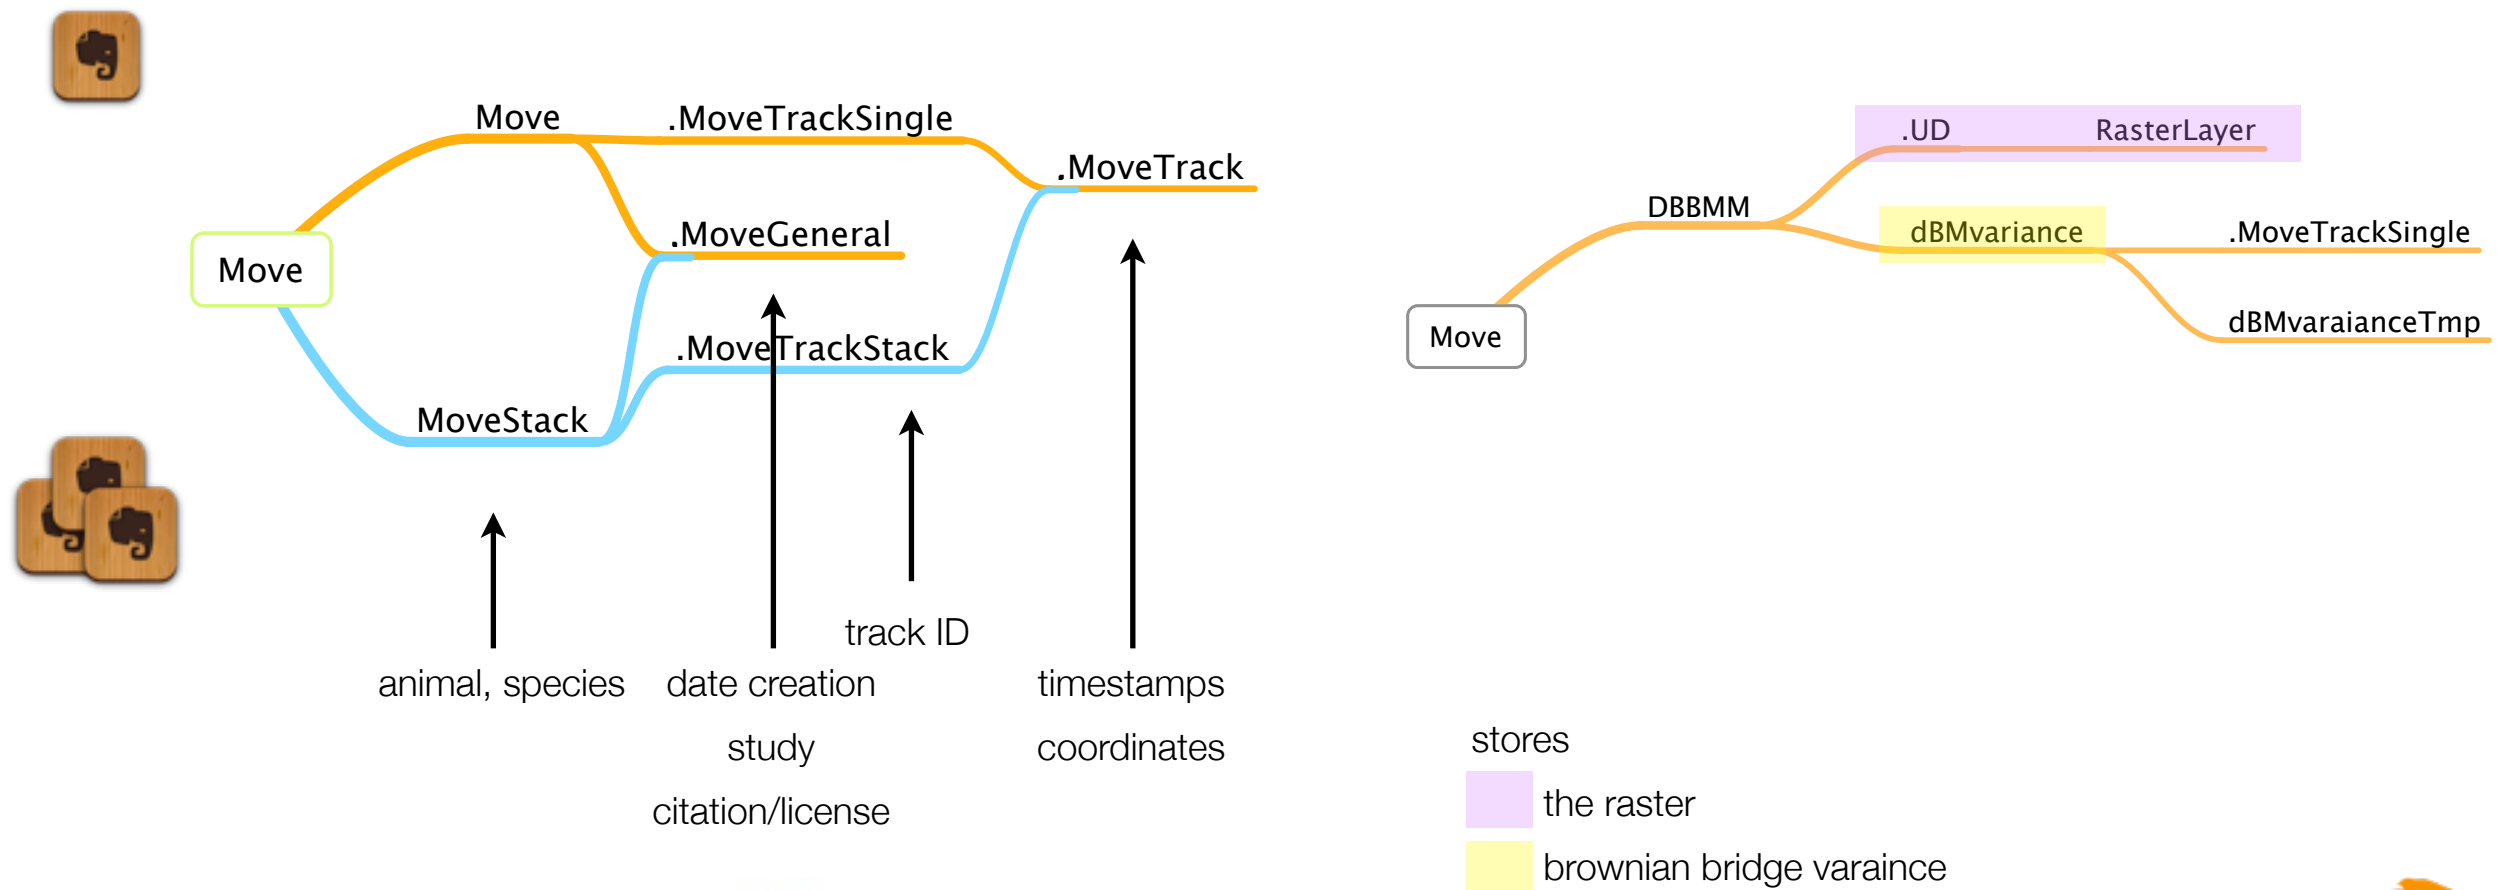 Move
.MoveTrackSingle
.MoveTrack
.MoveGeneral
Move
.MoveTrackStack
MoveStack
track ID
animal, species
date creation
study
citation/license
timestamps
coordinates
.UD
RasterLayer
DBBMM
dBMvariance
.MoveTrackSingle
dBMvaraianceTmp
Move
stores
the raster
brownian bridge varaince